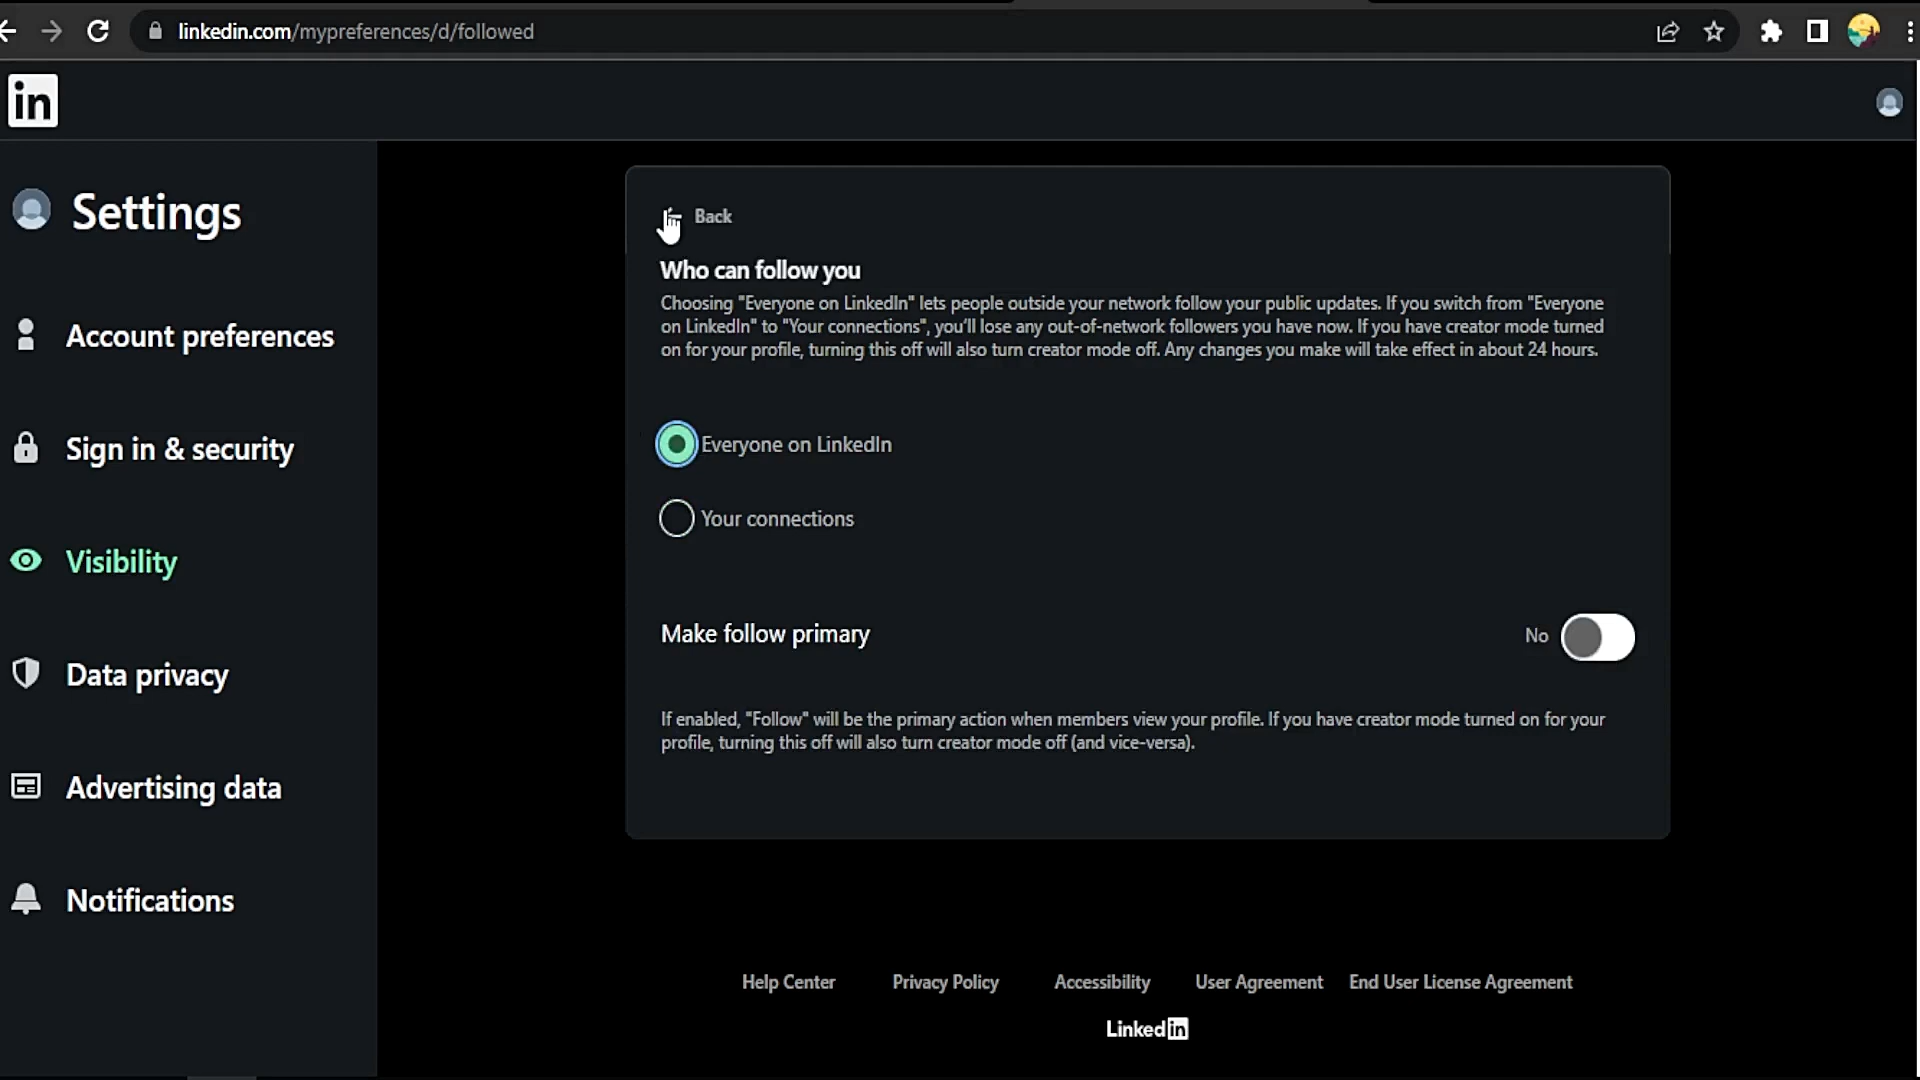 linkedin.com/mypreferences/d/followed
in
Settings
Account preferences
Sign in & security
Visibility
Data privacy
Advertising data
Notifications
Back
Who can follow you
Choosing "Everyone on LinkedIn" lets people outside your network follow your public updates. If you switch from "Everyone
on LinkedIn" to "Your connections", you'll lose any out-of-network followers you have now. If you have creator mode turned
on for your profile, turning this off will also turn creator mode off. Any changes you make will take effect in about 24 hours.
Everyone on LinkedIn
Your connections
Make follow primary No
If enabled, "Follow" will be the primary action when members view your profile. If you have creator mode turned on for your
profile, turning this off will also turn creator mode off (and vice-versa).
Help Center Privacy Policy Accessibility User Agreement End User License Agreement
Linkedin